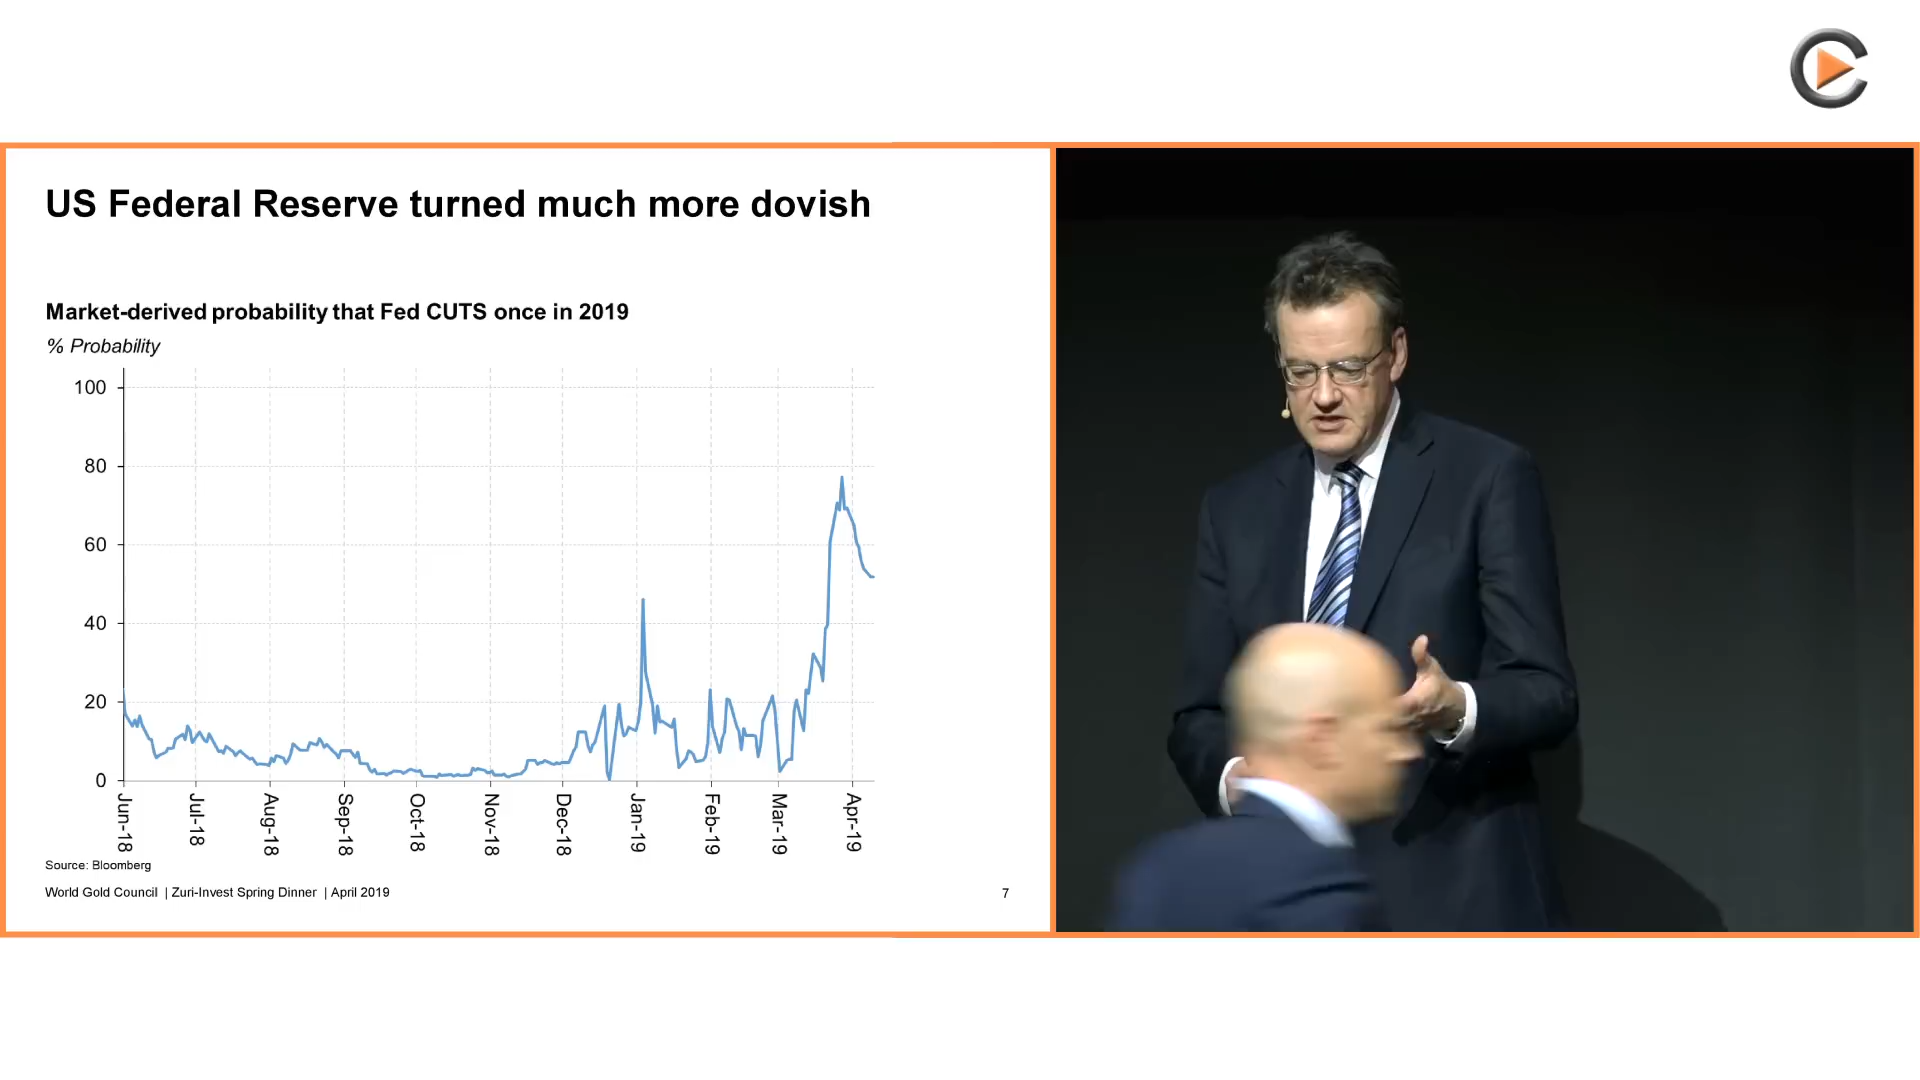 US Federal Reserve turned much more dovish
Market-derived probability that Fed CUTS once in 2019
% Probability
100
80
60
40
20
0
Jun-18
Jul-18
Aug-18
Sep-18
Oct-18
Nov-18
Dec-18
Jan-19
Feb-19
Mar-19
Apr-19
Source: Bloomberg
World Gold Council | Zuri-Invest Spring Dinner | April 2019
7